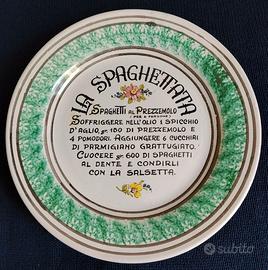 LA SPAGHETTATA
SPAGHETTI AL PREZZEMOLO
(PER 6 PERSONE)
SOFFRIGGERE NELL'OLIO 1 SPICCHIO
D'AGLIO, gr. 180 DI PREZZEMOLO E
4 POMODORI. AGGIUNGERE 6 CUCCHIAI
DI PARMIGIANO GRATTUGIATO.
CUOCERE gr. 600 DI SPAGHETTI
AL DENTE E CONDIRLI
CON LA SALSETTA.
subito